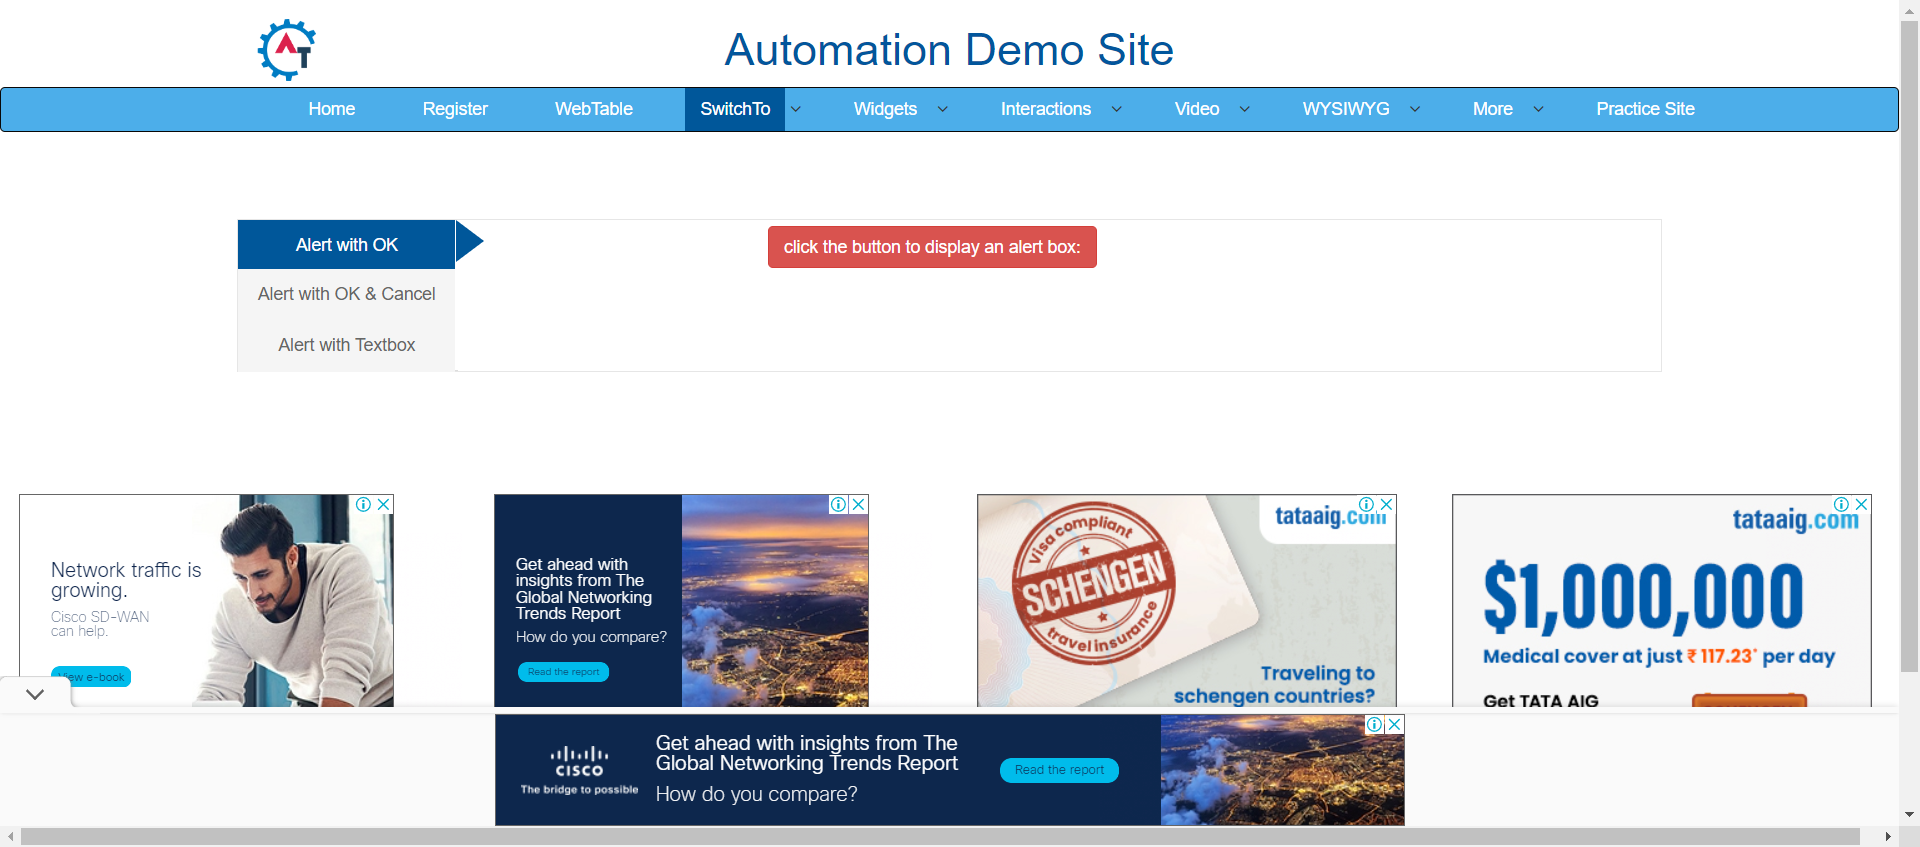 AT
Automation Demo Site
Home Register WebTable SwitchTo Widgets Interactions Video WYSIWYG More Practice Site
Alert with OK
click the button to display an alert box:
Alert with OK & Cancel
Alert with Textbox
Network traffic is
growing.
Cisco SD-WAN
can help.
View e-book
Get ahead with
insights from The
Global Networking
Trends Report
How do you compare?
Read the report
tataaig.com
Visa compliant
SCHENGEN
travel insurance
Traveling to
schengen countries?
tataaig.com
$1,000,000
Medical cover at just ₹ 117.23* per day
Get TATA AIG
CISCO
The bridge to possible
Get ahead with insights from The
Global Networking Trends Report
How do you compare?
Read the report